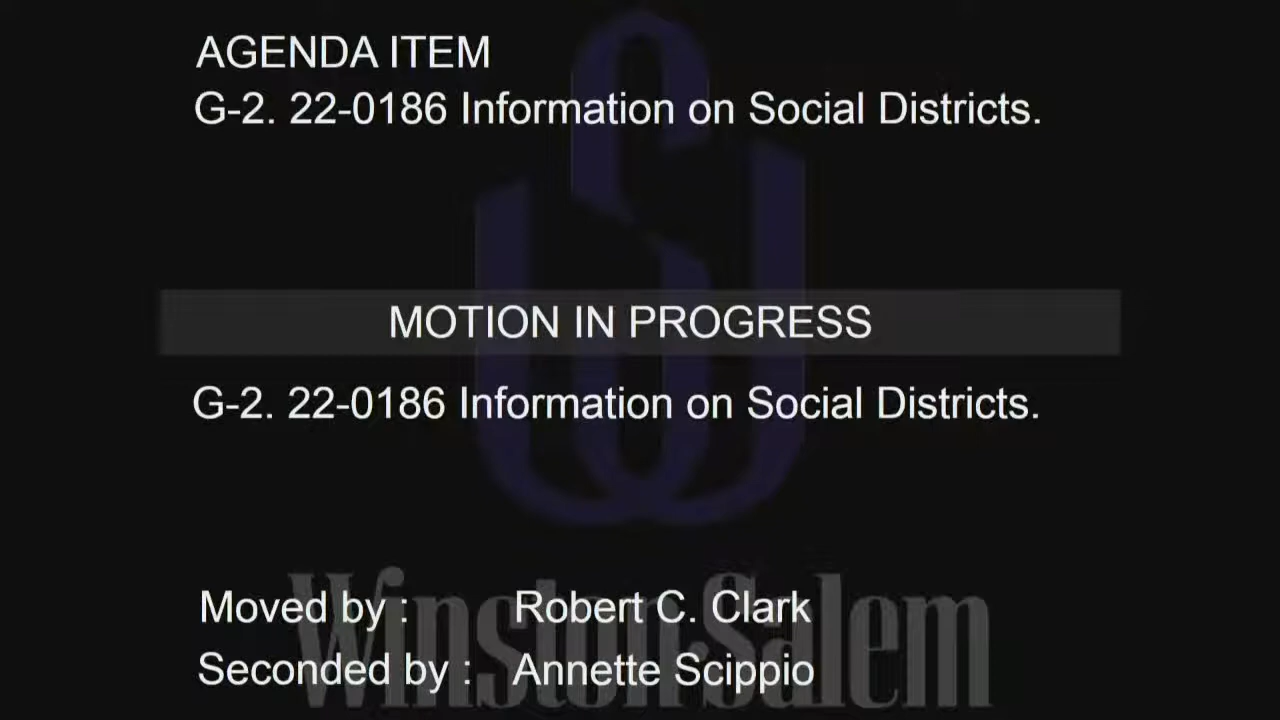 AGENDA ITEM
G-2. 22-0186 Information on Social Districts.
MOTION IN PROGRESS
G-2. 22-0186 Information on Social Districts.
Moved by : Robert C. Clark
Seconded by : Annette Scippio
Winston-Salem